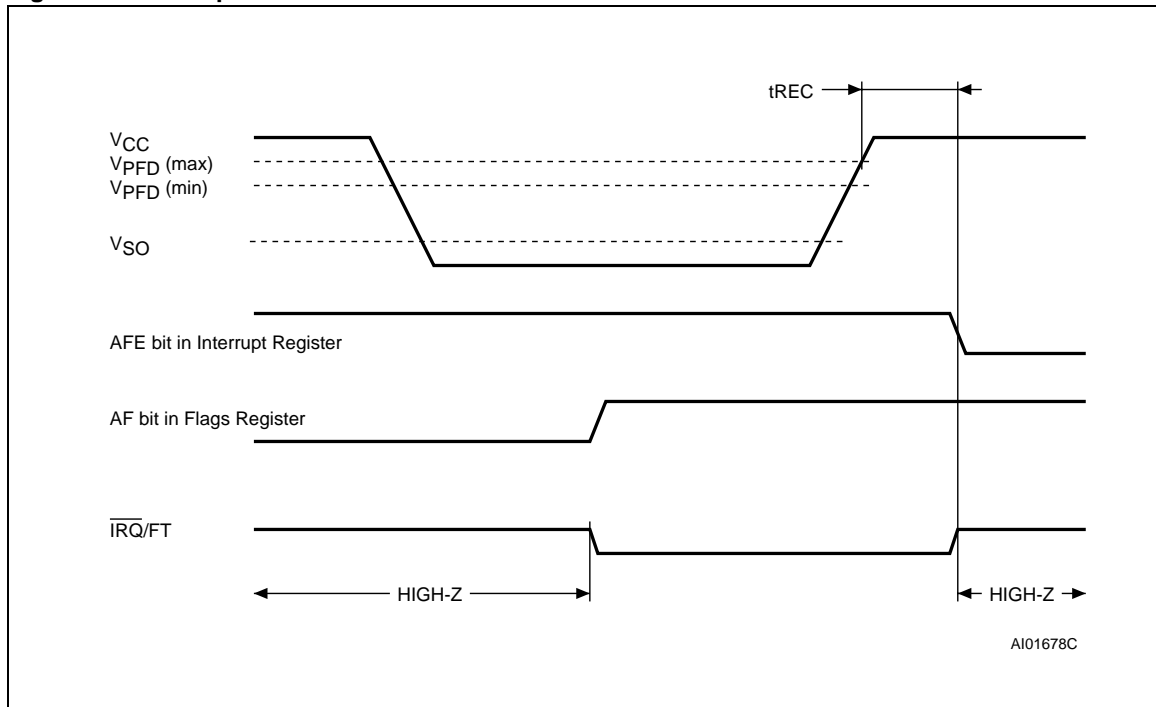 tREC
VCC
VPFD (max)
VPFD (min)
VSO
AFE bit in Interrupt Register
AF bit in Flags Register
IRQ/FT
HIGH-Z
HIGH-Z
AI01678C